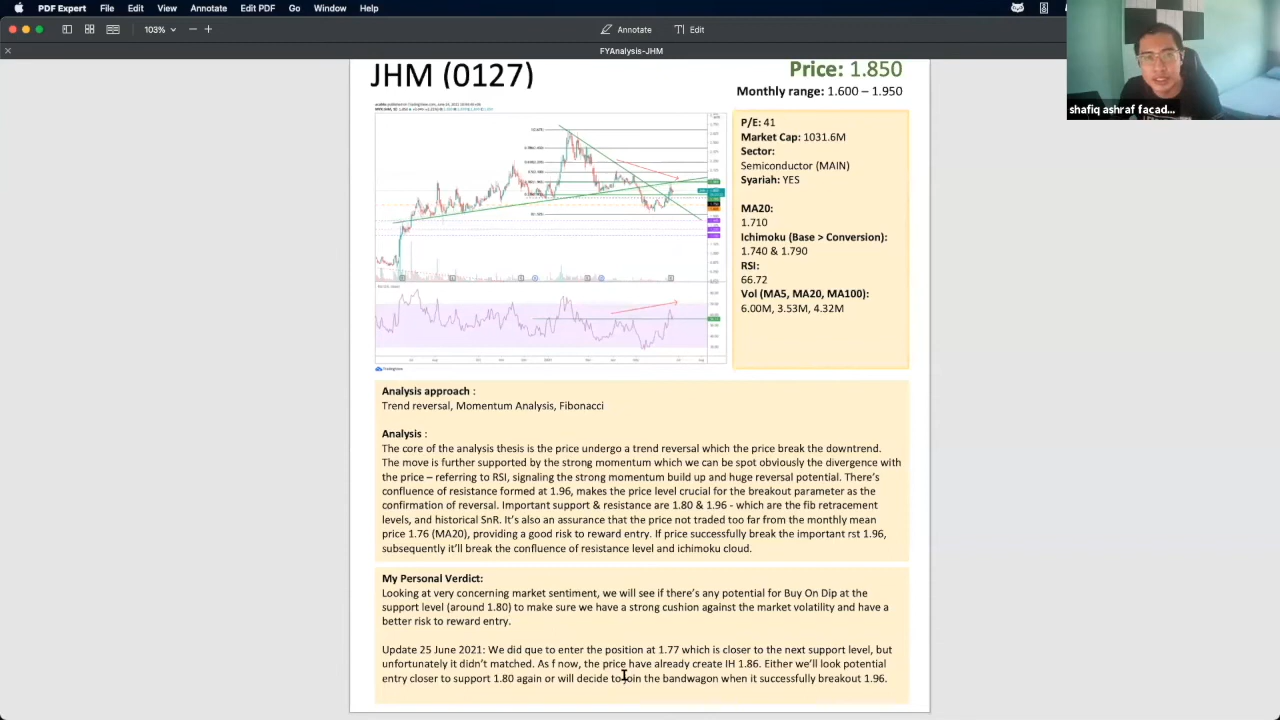 PDF Expert File Edit View Annotate Edit PDF Go Window Help
103% Annotate Edit
FYAnalysis-JHM
shafiq ashraf facad...
JHM (0127)
Price: 1.850
Monthly range: 1.600 – 1.950
P/E: 41
Market Cap: 1031.6M
Sector:
Semiconductor (MAIN)
Syariah: YES
MA20:
1.710
Ichimoku (Base > Conversion):
1.740 & 1.790
RSI:
66.72
Vol (MA5, MA20, MA100):
6.00M, 3.53M, 4.32M
TradingView
Analysis approach :
Trend reversal, Momentum Analysis, Fibonacci
Analysis :
The core of the analysis thesis is the price undergo a trend reversal which the price break the downtrend.
The move is further supported by the strong momentum which we can be spot obviously the divergence with
the price – referring to RSI, signaling the strong momentum build up and huge reversal potential. There's
confluence of resistance formed at 1.96, makes the price level crucial for the breakout parameter as the
confirmation of reversal. Important support & resistance are 1.80 & 1.96 - which are the fib retracement
levels, and historical SnR. It's also an assurance that the price not traded too far from the monthly mean
price 1.76 (MA20), providing a good risk to reward entry. If price successfully break the important rst 1.96,
subsequently it'll break the confluence of resistance level and ichimoku cloud.
My Personal Verdict:
Looking at very concerning market sentiment, we will see if there's any potential for Buy On Dip at the
support level (around 1.80) to make sure we have a strong cushion against the market volatility and have a
better risk to reward entry.
Update 25 June 2021: We did que to enter the position at 1.77 which is closer to the next support level, but
unfortunately it didn't matched. As f now, the price have already create IH 1.86. Either we'll look potential
entry closer to support 1.80 again or will decide to join the bandwagon when it successfully breakout 1.96.